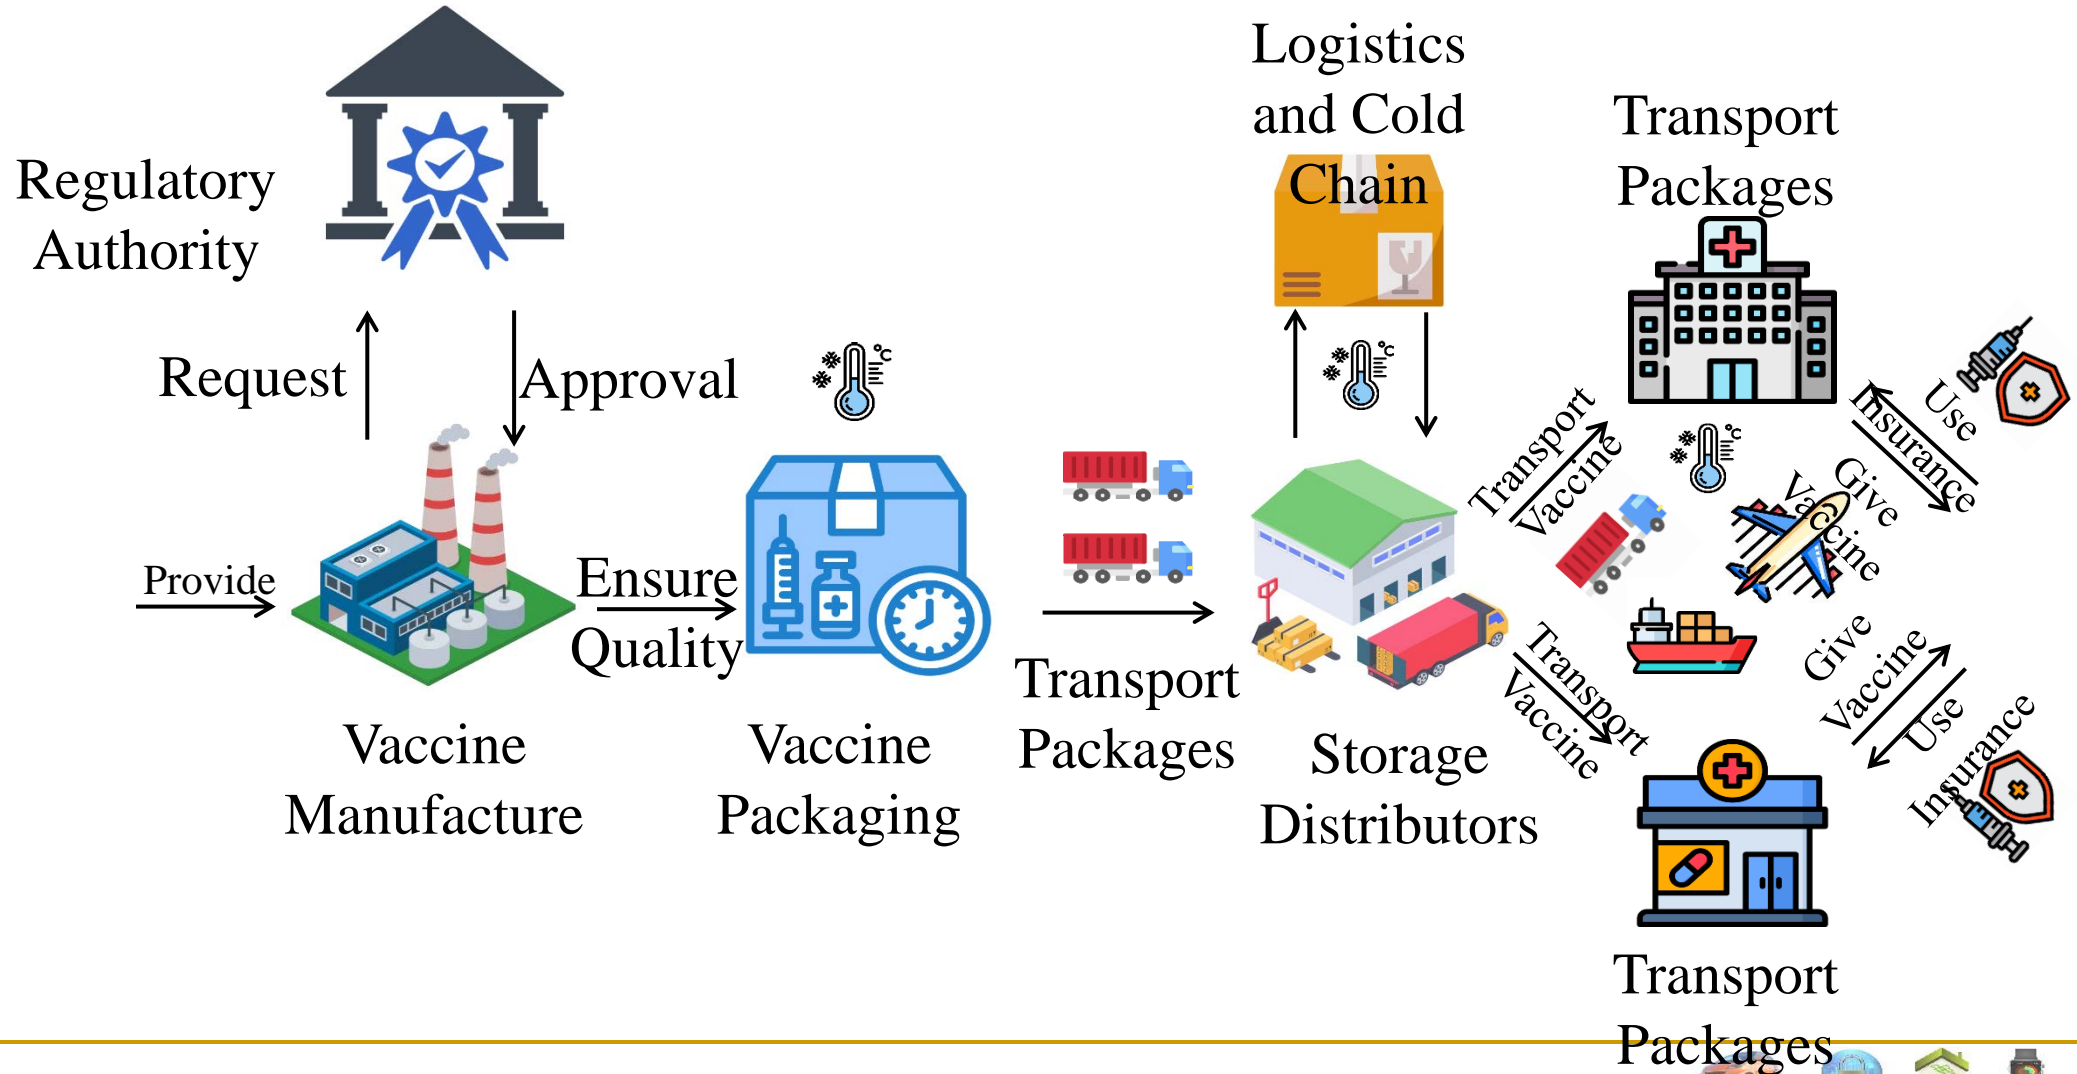 Regulatory
Authority
Request
Approval
Provide
Vaccine
Manufacture
Ensure
Quality
°C
Vaccine
Packaging
Transport
Packages
Logistics
and Cold
Chain
°C
Storage
Distributors
Transport
Vaccine
Transport
Vaccine
Transport
Packages
°C
Use
Insurance
Give
Vaccine
Give
Vaccine
Use
Insurance
Transport
Packages